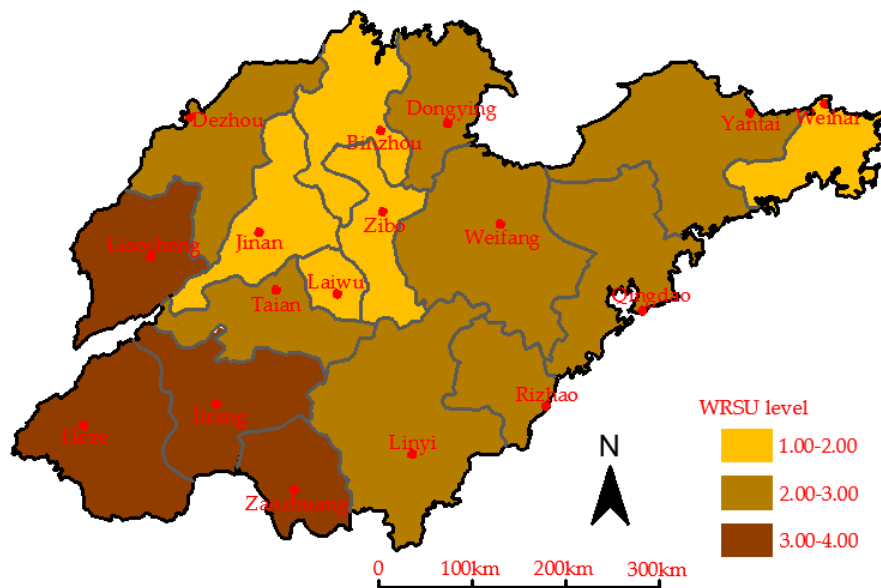 Dezhou
Dongying
Binzhou
Yantai
Weihai
Liaocheng
Jinan
Zibo
Weifang
Laiwu
Taian
Qingdao
Rizhao
Jining
Heze
Linyi
Zaozhuang
N
WRSU level
1.00-2.00
2.00-3.00
3.00-4.00
0 100km 200km 300km